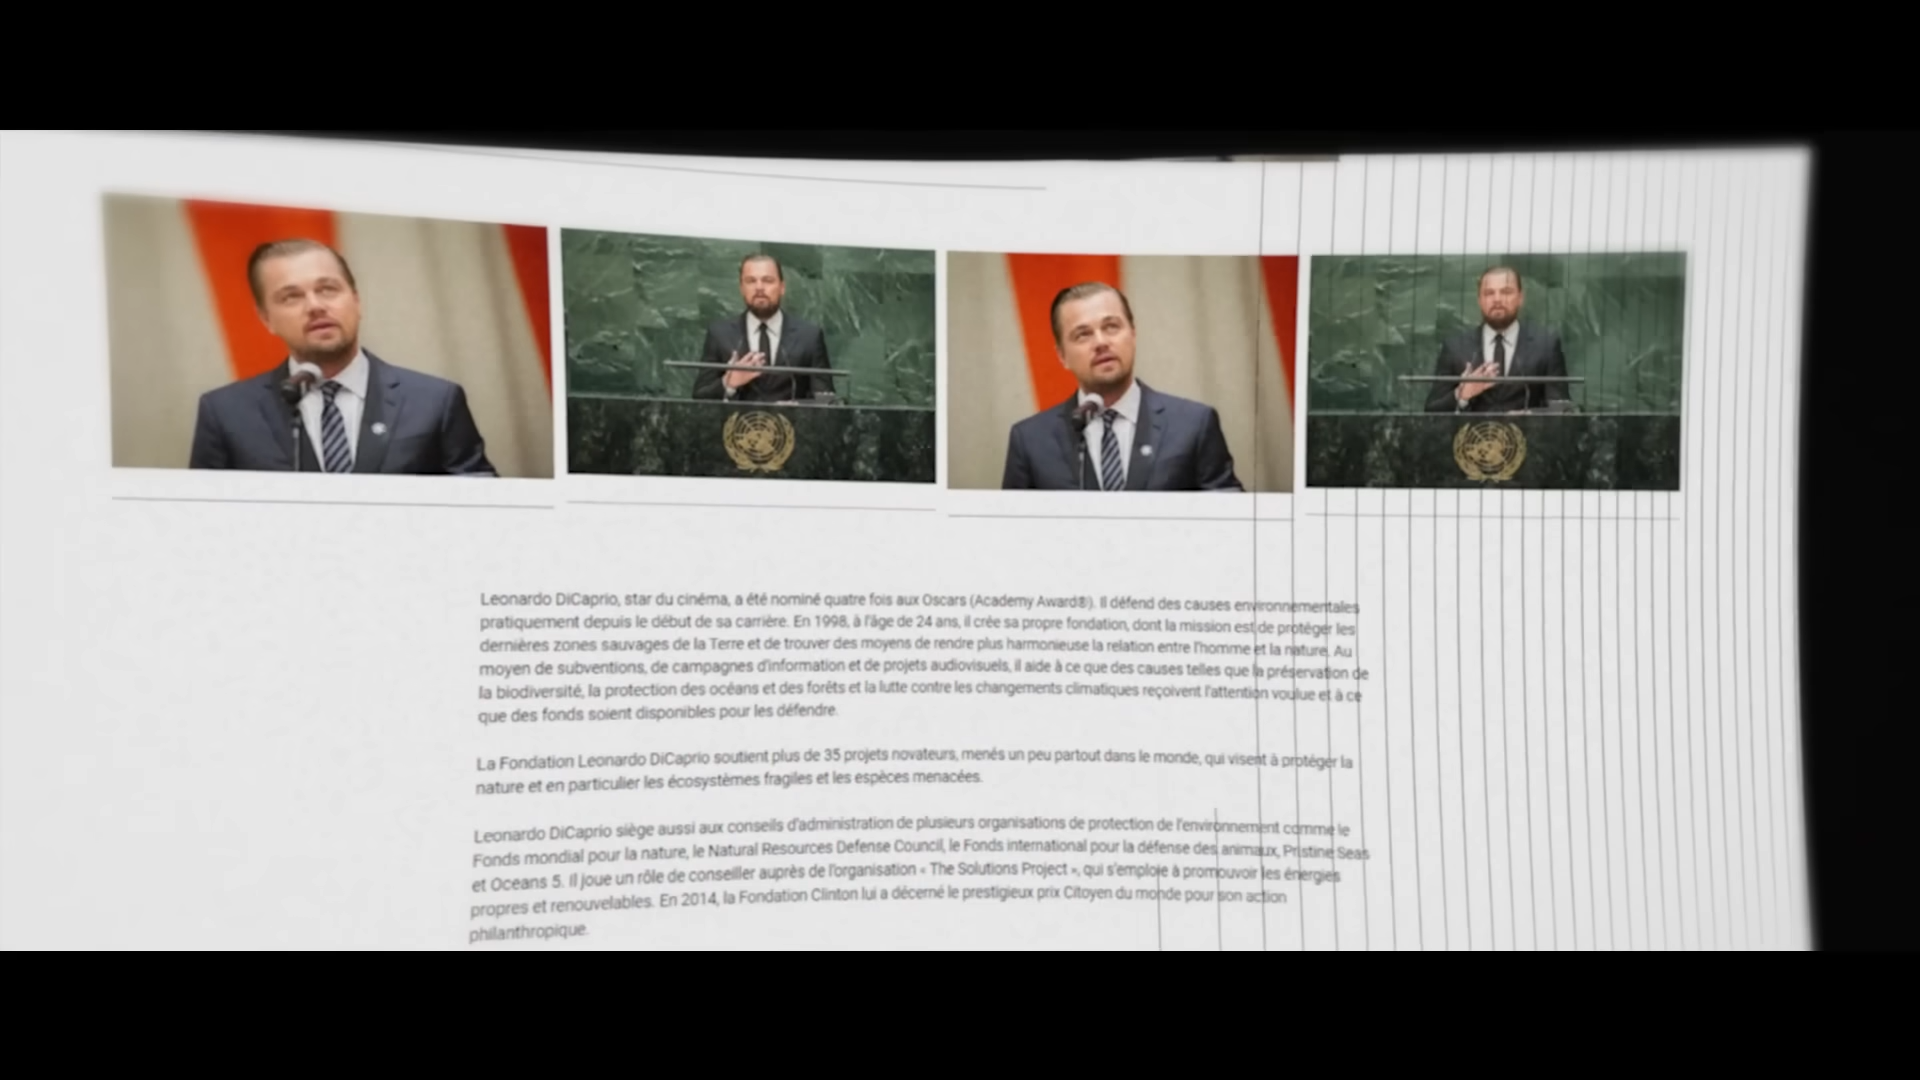 Leonardo DiCaprio, star du cinéma, a été nominé quatre fois aux Oscars (Academy Award®). Il défend des causes environnementales
pratiquement depuis le début de sa carrière. En 1998, à l'âge de 24 ans, il crée sa propre fondation, dont la mission est de protéger les
dernières zones sauvages de la Terre et de trouver des moyens de rendre plus harmonieuse la relation entre l'homme et la nature. Au
moyen de subventions, de campagnes d'information et de projets audiovisuels, il aide à ce que des causes telles que la préservation de
la biodiversité, la protection des océans et des forêts et la lutte contre les changements climatiques reçoivent l'attention voulue et à ce
que des fonds soient disponibles pour les défendre.
La Fondation Leonardo DiCaprio soutient plus de 35 projets novateurs, menés un peu partout dans le monde, qui visent à protéger la
nature et en particulier les écosystèmes fragiles et les espèces menacées.
Leonardo DiCaprio siège aussi aux conseils d'administration de plusieurs organisations de protection de l'environnement comme le
Fonds mondial pour la nature, le Natural Resources Defense Council, le Fonds international pour la défense des animaux, Pristine Seas
et Oceans 5. Il joue un rôle de conseiller auprès de l'organisation « The Solutions Project », qui s'emploie à promouvoir les énergies
propres et renouvelables. En 2014, la Fondation Clinton lui a décerné le prestigieux prix Citoyen du monde pour son action
philanthropique.